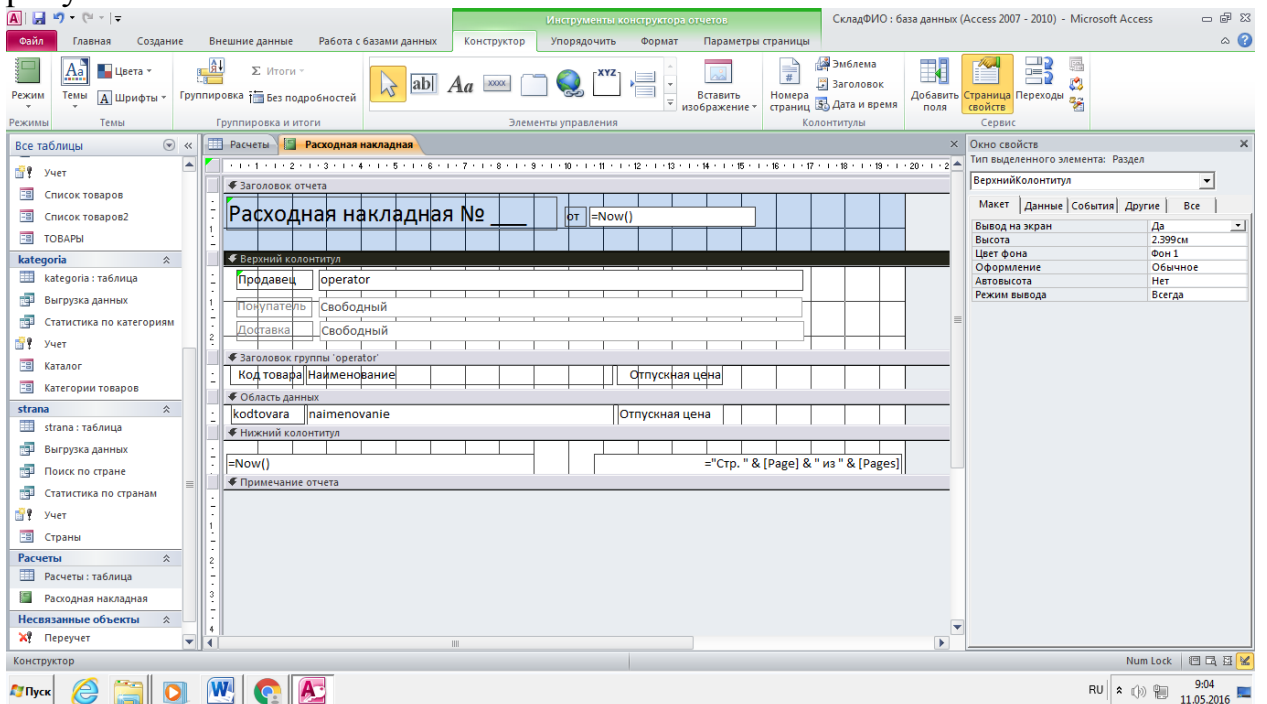 Инструменты конструктора отчетов
СкладФИО : база данных (Access 2007 - 2010) - Microsoft Access
Файл Главная Создание Внешние данные Работа с базами данных Конструктор Упорядочить Формат Параметры страницы
Режим
Режимы
Темы
Цвета
Шрифты
Темы
Группировка
Итоги
Без подробностей
Группировка и итоги
ab| Aa xxxx XYZ
Вставить изображение
Элементы управления
Номера страниц
Эмблема
Заголовок
Дата и время
Колонтитулы
Добавить поля
Страница свойств
Переходы
Сервис
Все таблицы
Учет
Список товаров
Список товаров2
ТОВАРЫ
kategoria
kategoria : таблица
Выгрузка данных
Статистика по категориям
Учет
Каталог
Категории товаров
strana
strana : таблица
Выгрузка данных
Поиск по стране
Статистика по странам
Учет
Страны
Расчеты
Расчеты : таблица
Расходная накладная
Несвязанные объекты
Переучет
Расчеты Расходная накладная
Заголовок отчета
Расходная накладная № ___ от =Now()
Верхний колонтитул
Продавец operator
Покупатель Свободный
Доставка Свободный
Заголовок группы 'operator'
Код товара Наименование Отпускная цена
Область данных
kodtovara naimenovanie Отпускная цена
Нижний колонтитул
=Now() ="Стр. " & [Page] & " из " & [Pages]
Примечание отчета
Окно свойств
Тип выделенного элемента: Раздел
ВерхнийКолонтитул
Макет Данные События Другие Все
Вывод на экран Да
Высота 2.399см
Цвет фона Фон 1
Оформление Обычное
Автовысота Нет
Режим вывода Всегда
Конструктор
Num Lock
Пуск
RU
9:04
11.05.2016